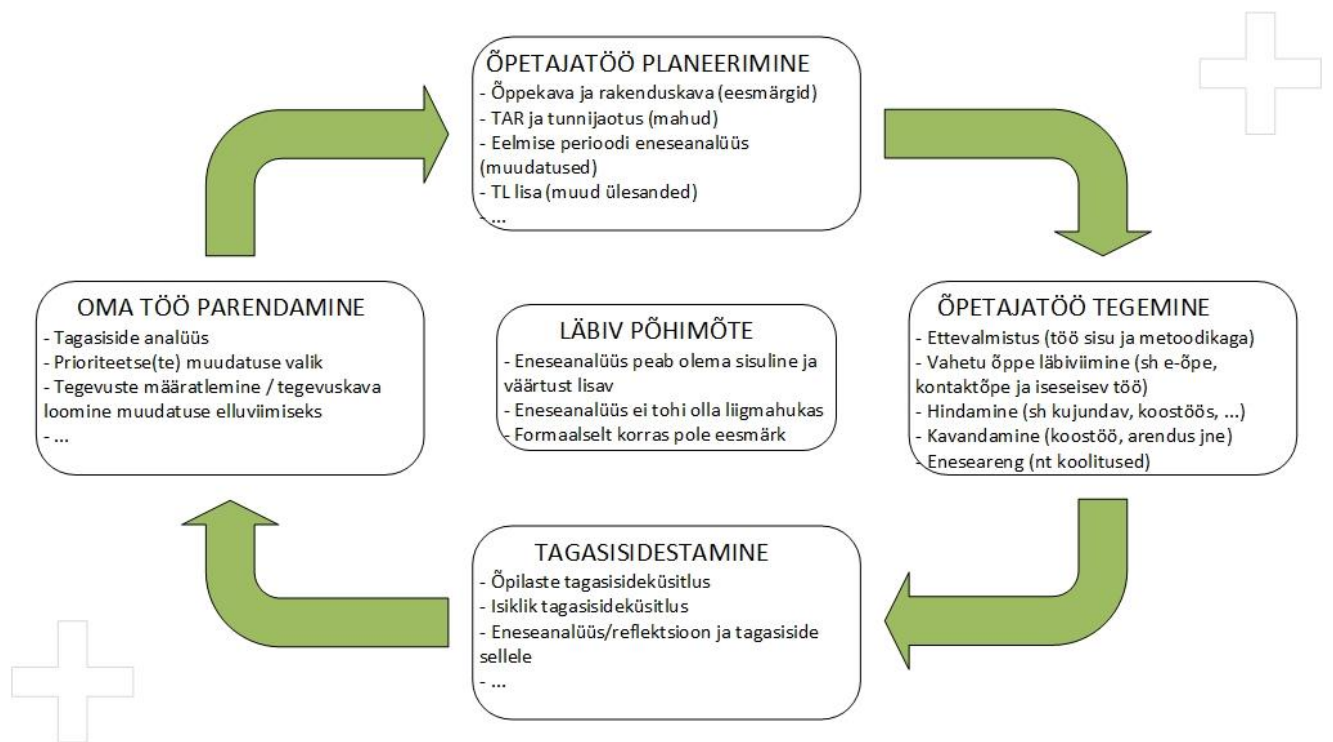 ÕPETAJATÖÖ PLANEERIMINE
- Õppekava ja rakenduskava (eesmärgid)
- TAR ja tunnijaotus (mahud)
- Eelmise perioodi eneseanalüüs
(muudatused)
- TL lisa (muud ülesanded)
- ...
ÕPETAJATÖÖ TEGEMINE
- Ettevalmistus (töö sisu ja metoodikaga)
- Vahetu õppe läbiviimine (sh e-õpe,
kontaktõpe ja iseseisev töö)
- Hindamine (sh kujundav, koostöös, ...)
- Kavandamine (koostöö, arendus jne)
- Eneseareng (nt koolitused)
TAGASISIDESTAMINE
- Õpilaste tagasisideküsitlus
- Isiklik tagasisideküsitlus
- Eneseanalüüs/reflektsioon ja tagasiside
sellele
- ...
OMA TÖÖ PARENDAMINE
- Tagasiside analüüs
- Prioriteetse(te) muudatuse valik
- Tegevuste määratlemine / tegevuskava
loomine muudatuse elluviimiseks
- ...
LÄBIV PÕHIMÕTE
- Eneseanalüüs peab olema sisuline ja
väärtust lisav
- Eneseanalüüs ei tohi olla liigmahukas
- Formaalselt korras pole eesmärk